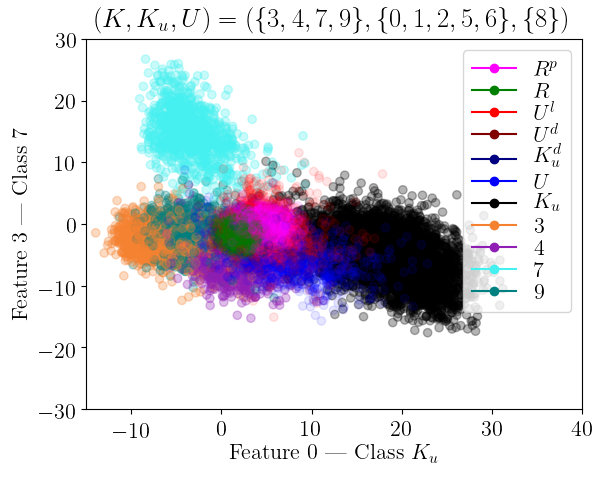 (K, K_u, U) = ({3, 4, 7, 9}, {0, 1, 2, 5, 6}, {8})
30
20
10
0
−10
−20
−30
Feature 3 — Class 7
R^p
R
U^l
U^d
K_u^d
U
K_u
3
4
7
9
−10 0 10 20 30 40
Feature 0 — Class K_u